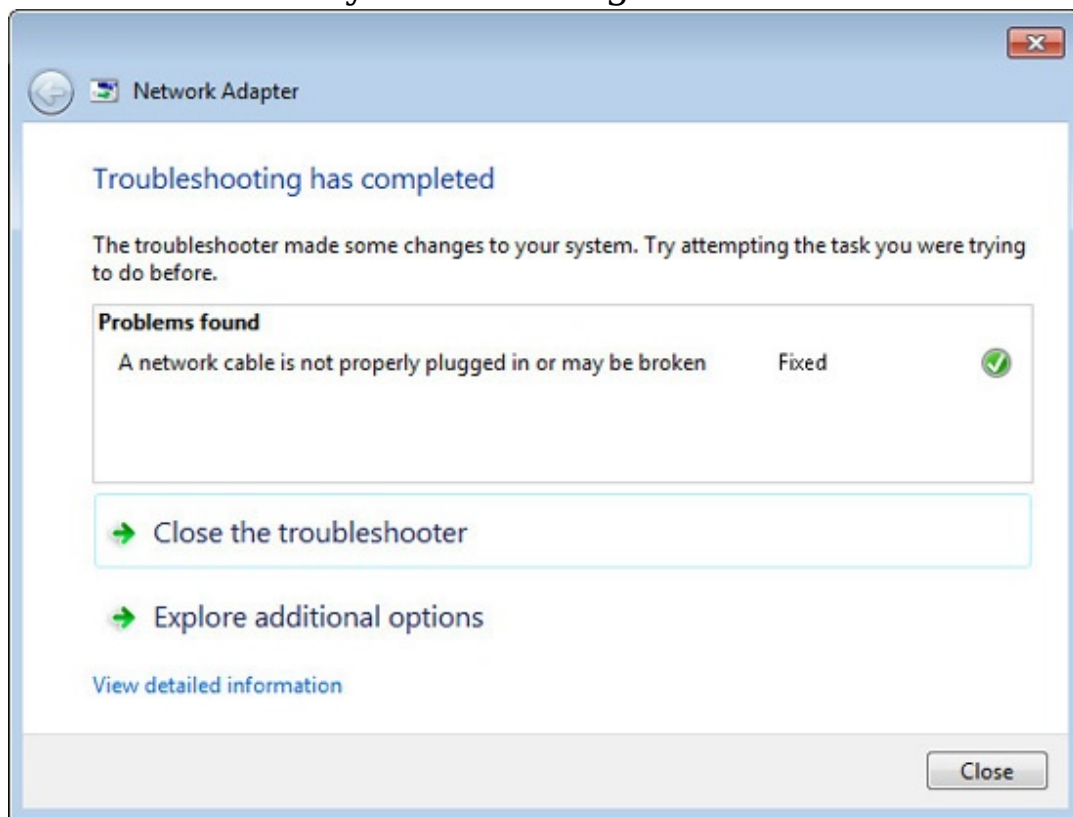 Network Adapter
Troubleshooting has completed
The troubleshooter made some changes to your system. Try attempting the task you were trying
to do before.
Problems found
A network cable is not properly plugged in or may be broken Fixed
Close the troubleshooter
Explore additional options
View detailed information
Close